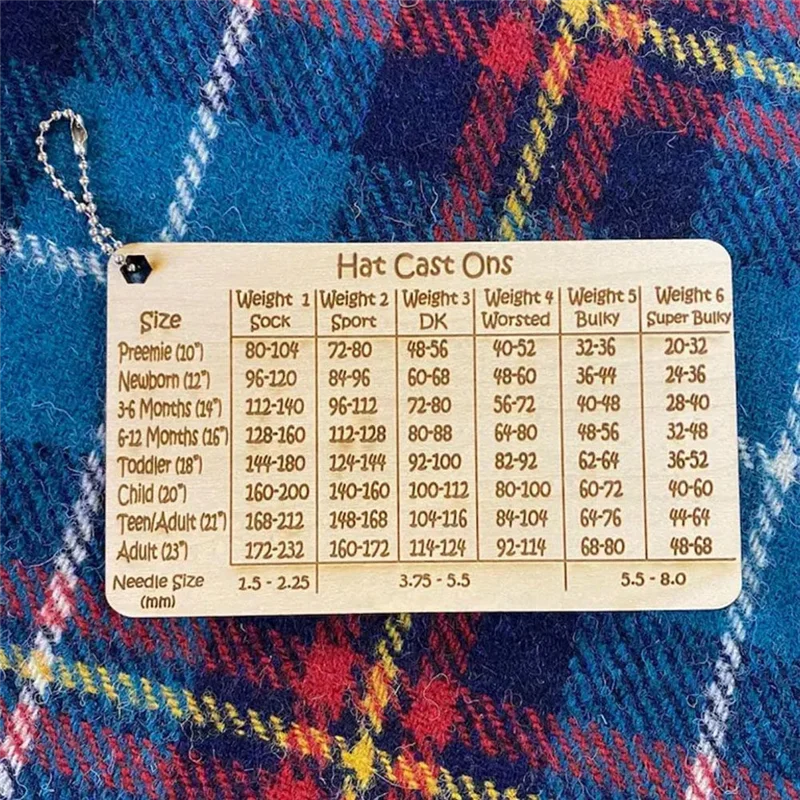 Hat Cast Ons
Size Weight 1 Sock Weight 2 Sport Weight 3 DK Weight 4 Worsted Weight 5 Bulky Weight 6 Super Bulky
Preemie (10") 80-104 72-80 48-56 40-52 32-36 20-32
Newborn (12") 96-120 84-96 60-68 48-60 36-44 24-36
3-6 Months (14") 112-140 96-112 72-80 56-72 40-48 28-40
6-12 Months (16") 128-160 112-128 80-88 64-80 48-56 32-48
Toddler (18") 144-180 124-144 92-100 82-92 62-64 36-52
Child (20") 160-200 140-160 100-112 80-100 60-72 40-60
Teen/Adult (21") 168-212 148-168 104-116 84-104 64-76 44-64
Adult (23") 172-232 160-172 114-124 92-114 68-80 48-68
Needle Size (mm) 1.5 - 2.25 3.75 - 5.5 5.5 - 8.0